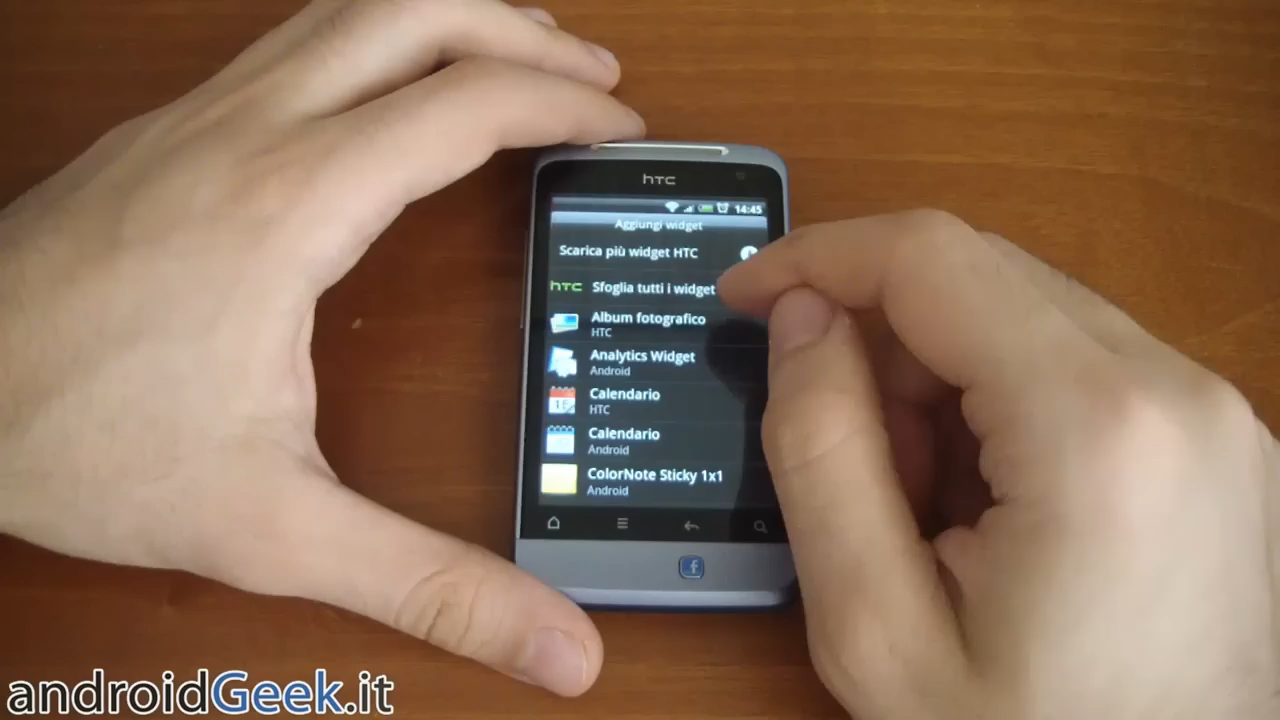 hTC
14:45
Aggiungi widget
Scarica più widget HTC
hTC Sfoglia tutti i widget
Album fotografico
HTC
Analytics Widget
Android
Calendario
HTC
Calendario
Android
ColorNote Sticky 1x1
Android
f
androidGeek.it